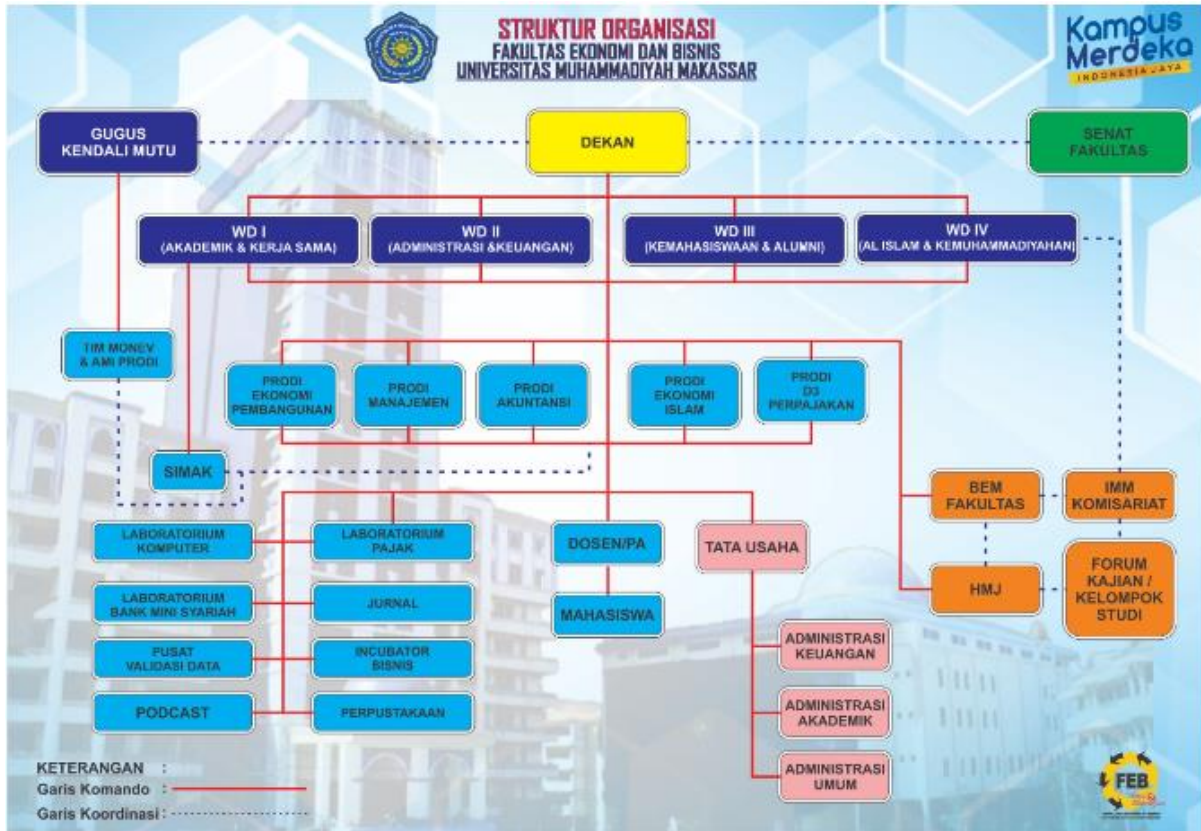 STRUKTUR ORGANISASI
FAKULTAS EKONOMI DAN BISNIS
UNIVERSITAS MUHAMMADIYAH MAKASSAR
Kampus
Merdeka
INDONESIA JAYA
GUGUS
KENDALI MUTU
DEKAN
SENAT
FAKULTAS
WD I
(AKADEMIK & KERJA SAMA)
WD II
(ADMINISTRASI &KEUANGAN)
WD III
(KEMAHASISWAAN & ALUMNI)
WD IV
(AL ISLAM & KEMUHAMMADIYAHAN)
TIM MONEV
& AMI PRODI
PRODI
EKONOMI
PEMBANGUNAN
PRODI
MANAJEMEN
PRODI
AKUNTANSI
PRODI
EKONOMI
ISLAM
PRODI
D3
PERPAJAKAN
SIMAK
BEM
FAKULTAS
IMM
KOMISARIAT
LABORATORIUM
KOMPUTER
LABORATORIUM
PAJAK
DOSEN/PA
TATA USAHA
HMJ
FORUM
KAJIAN /
KELOMPOK
STUDI
LABORATORIUM
BANK MINI SYARIAH
JURNAL
MAHASISWA
PUSAT
VALIDASI DATA
INCUBATOR
BISNIS
ADMINISTRASI
KEUANGAN
PODCAST
PERPUSTAKAAN
ADMINISTRASI
AKADEMIK
ADMINISTRASI
UMUM
KETERANGAN :
Garis Komando :
Garis Koordinasi :
FEB